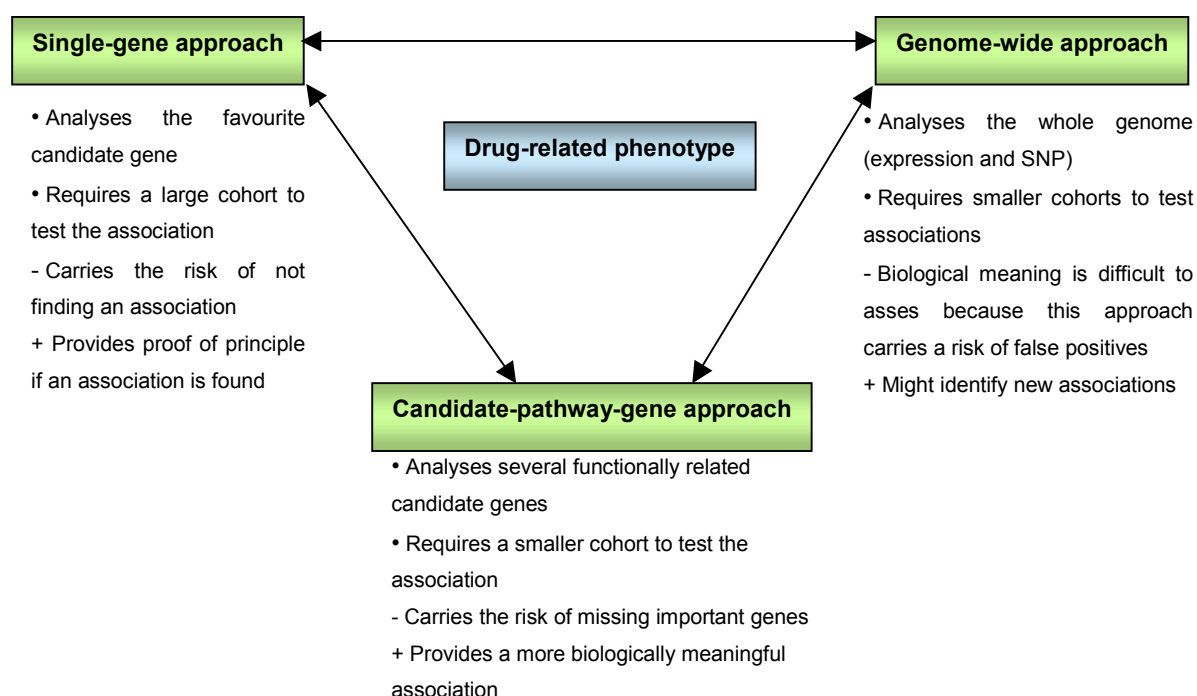 Single-gene approach
Genome-wide approach
• Analyses the favourite
candidate gene
• Requires a large cohort to
test the association
- Carries the risk of not
finding an association
+ Provides proof of principle
if an association is found
Drug-related phenotype
• Analyses the whole genome
(expression and SNP)
• Requires smaller cohorts to test
associations
- Biological meaning is difficult to
asses because this approach
carries a risk of false positives
+ Might identify new associations
Candidate-pathway-gene approach
• Analyses several functionally related
candidate genes
• Requires a smaller cohort to test the
association
- Carries the risk of missing important genes
+ Provides a more biologically meaningful
association